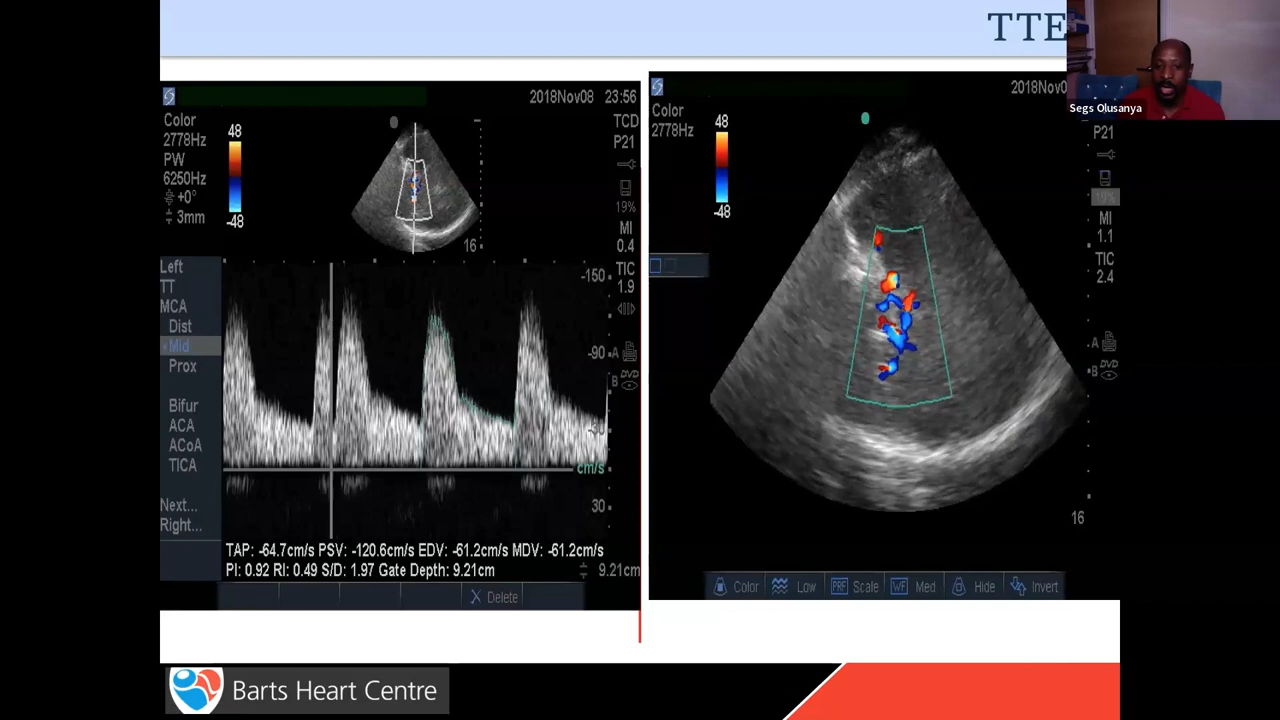 TTE
Segs Olusanya
2018Nov08 23:56
Color
2778Hz
PW
6250Hz
+0°
3mm
48
-48
TCD
P21
19%
MI
0.4
TIC
1.9
16
Left
TT
MCA
Dist
Mid
Prox
Bifur
ACA
ACoA
TICA
Next...
Right...
-150
-90
-30
cm/s
30
A
B
DVD
TAP: -64.7cm/s PSV: -120.6cm/s EDV: -61.2cm/s MDV: -61.2cm/s
PI: 0.92 RI: 0.49 S/D: 1.97 Gate Depth: 9.21cm
9.21cm
X Delete
2018Nov0
Color
2778Hz
48
-48
P21
19%
MI
1.1
TIC
2.4
A
B
DVD
16
Color Low PRF Scale WF Med Hide Invert
Barts Heart Centre